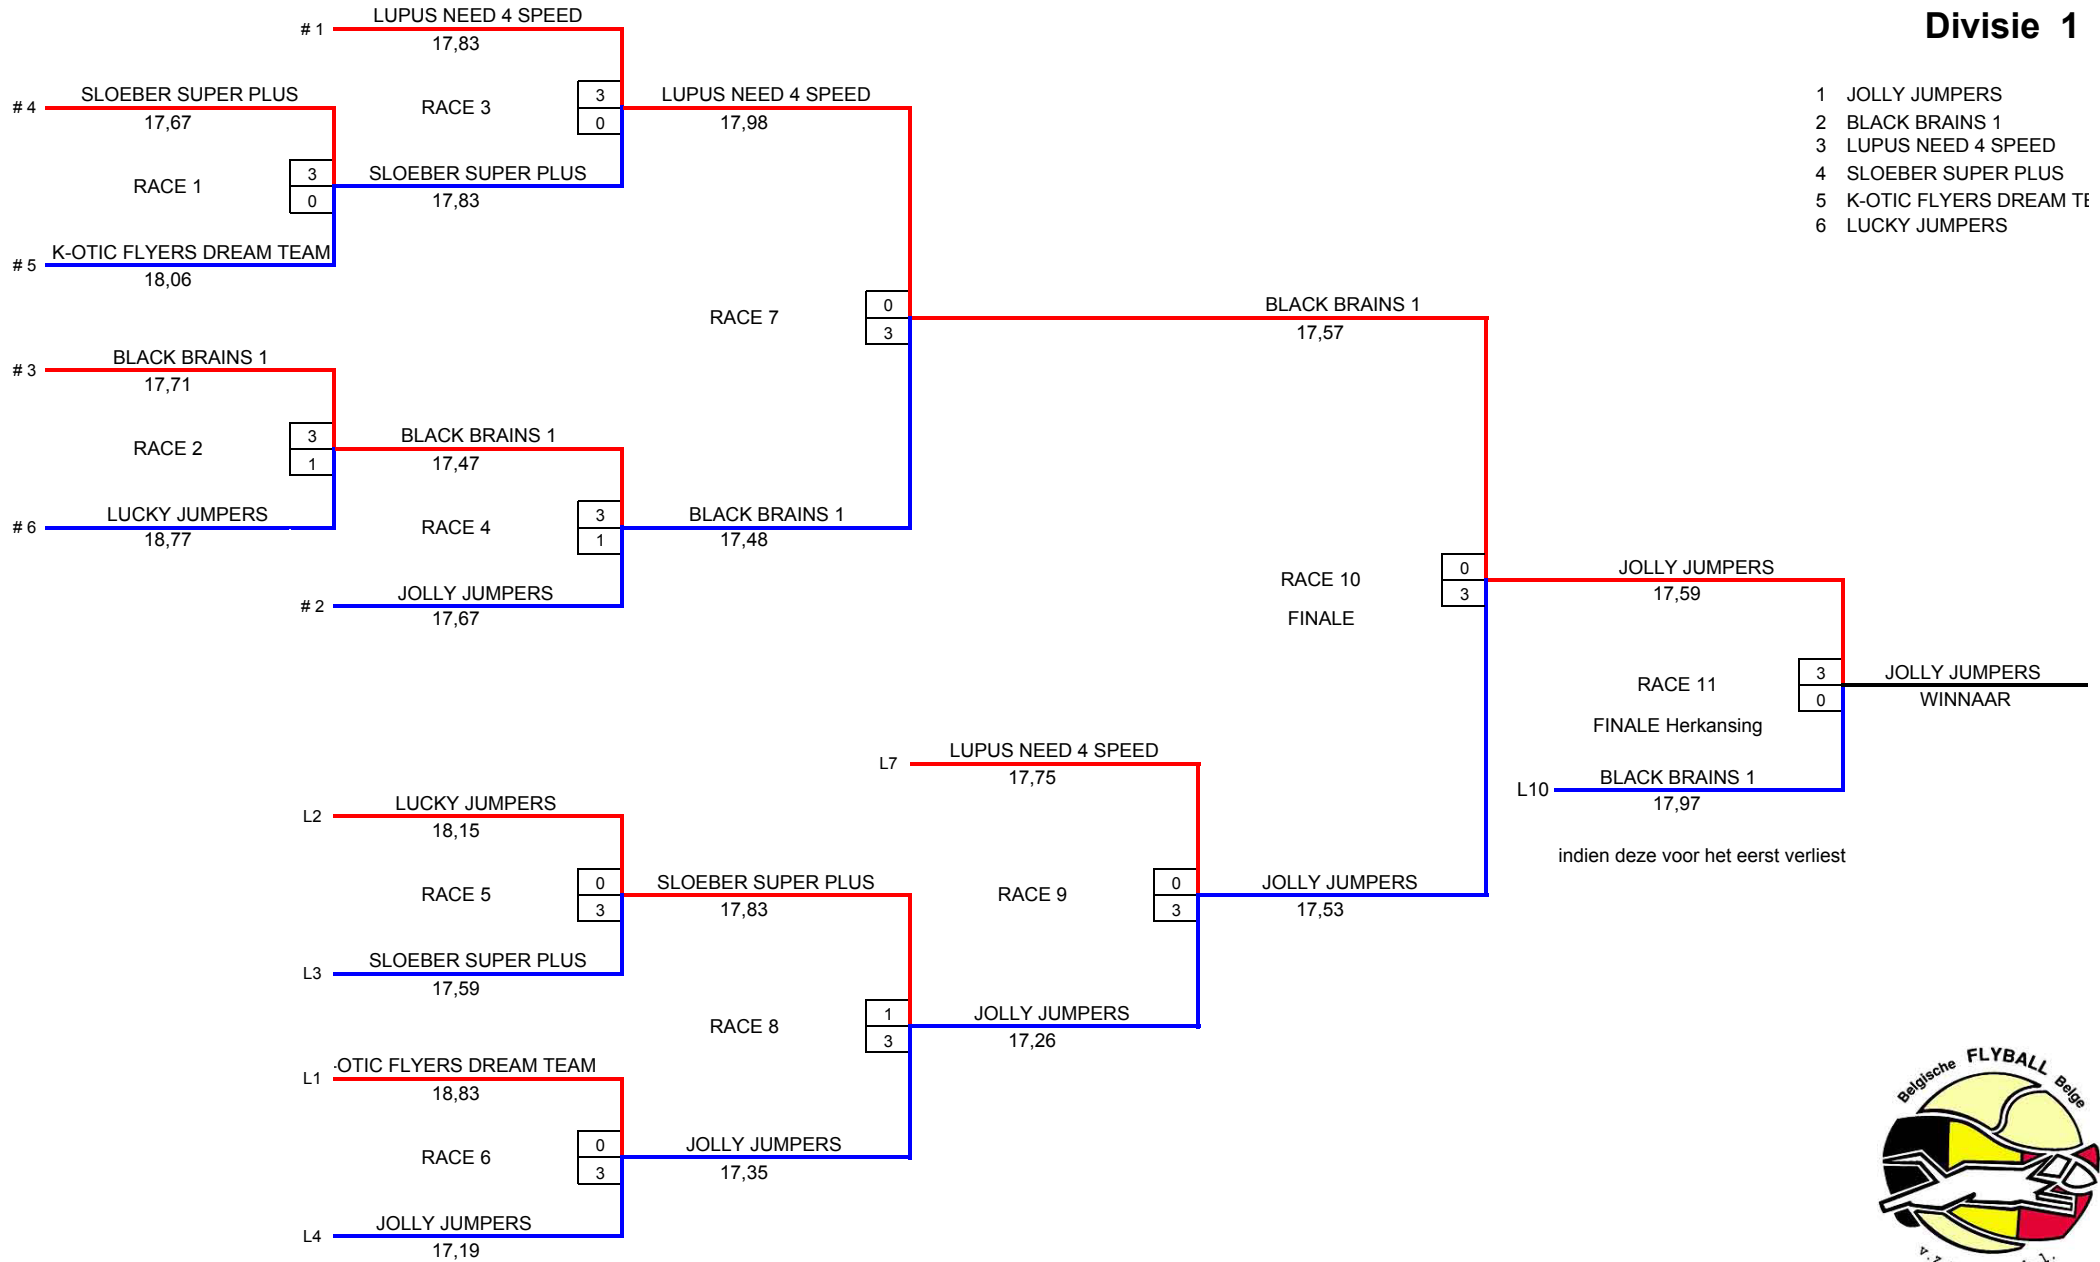 Divisie 1
1 JOLLY JUMPERS
2 BLACK BRAINS 1
3 LUPUS NEED 4 SPEED
4 SLOEBER SUPER PLUS
5 K-OTIC FLYERS DREAM
6 LUCKY JUMPERS
# 1 LUPUS NEED 4 SPEED
17,83
# 4 SLOEBER SUPER PLUS
17,67
RACE 1
3
0
# 5 K-OTIC FLYERS DREAM TEAM
18,06
RACE 3
3
0
SLOEBER SUPER PLUS
17,83
# 3 BLACK BRAINS 1
17,71
RACE 2
3
1
# 6 LUCKY JUMPERS
18,77
BLACK BRAINS 1
17,47
RACE 4
3
1
# 2 JOLLY JUMPERS
17,67
LUPUS NEED 4 SPEED
17,98
RACE 7
0
3
BLACK BRAINS 1
17,48
BLACK BRAINS 1
17,57
RACE 10
FINALE
0
3
L2 LUCKY JUMPERS
18,15
RACE 5
0
3
L3 SLOEBER SUPER PLUS
17,59
L1 -OTIC FLYERS DREAM TEAM
18,83
RACE 6
0
3
L4 JOLLY JUMPERS
17,19
SLOEBER SUPER PLUS
17,83
RACE 8
1
3
JOLLY JUMPERS
17,35
L7 LUPUS NEED 4 SPEED
17,75
RACE 9
0
3
JOLLY JUMPERS
17,26
JOLLY JUMPERS
17,53
JOLLY JUMPERS
17,59
RACE 11
FINALE Herkansing
3
0
L10 BLACK BRAINS 1
17,97
indien deze voor het eerst verliest
JOLLY JUMPERS
WINNAAR
Belgische FLYBALL Belge